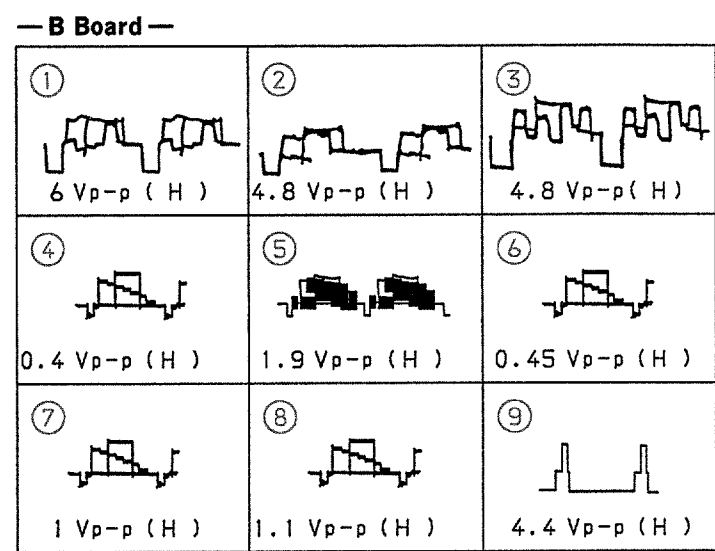 — B Board —
① ② ③
6 Vp-p ( H ) 4.8 Vp-p ( H ) 4.8 Vp-p( H )
④ ⑤ ⑥
0.4 Vp-p ( H ) 1.9 Vp-p ( H ) 0.45 Vp-p ( H )
⑦ ⑧ ⑨
1 Vp-p ( H ) 1.1 Vp-p ( H ) 4.4 Vp-p ( H )